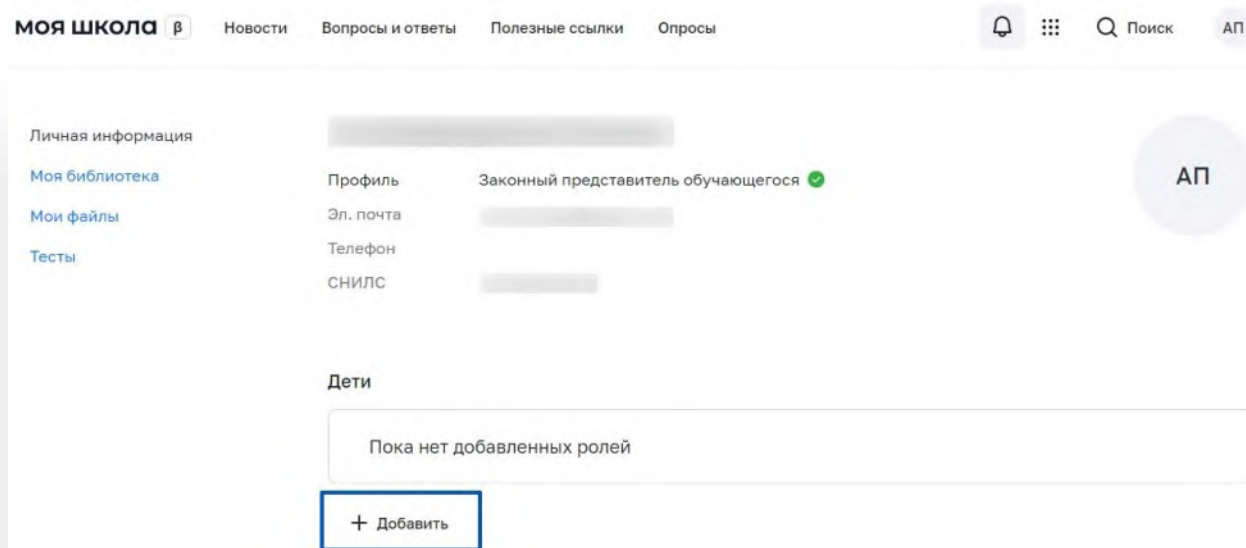 моя школа β Новости Вопросы и ответы Полезные ссылки Опросы Поиск АП
Личная информация
Моя библиотека
Мои файлы
Тесты
Профиль Законный представитель обучающегося
Эл. почта
Телефон
СНИЛС
АП
Дети
Пока нет добавленных ролей
+ Добавить